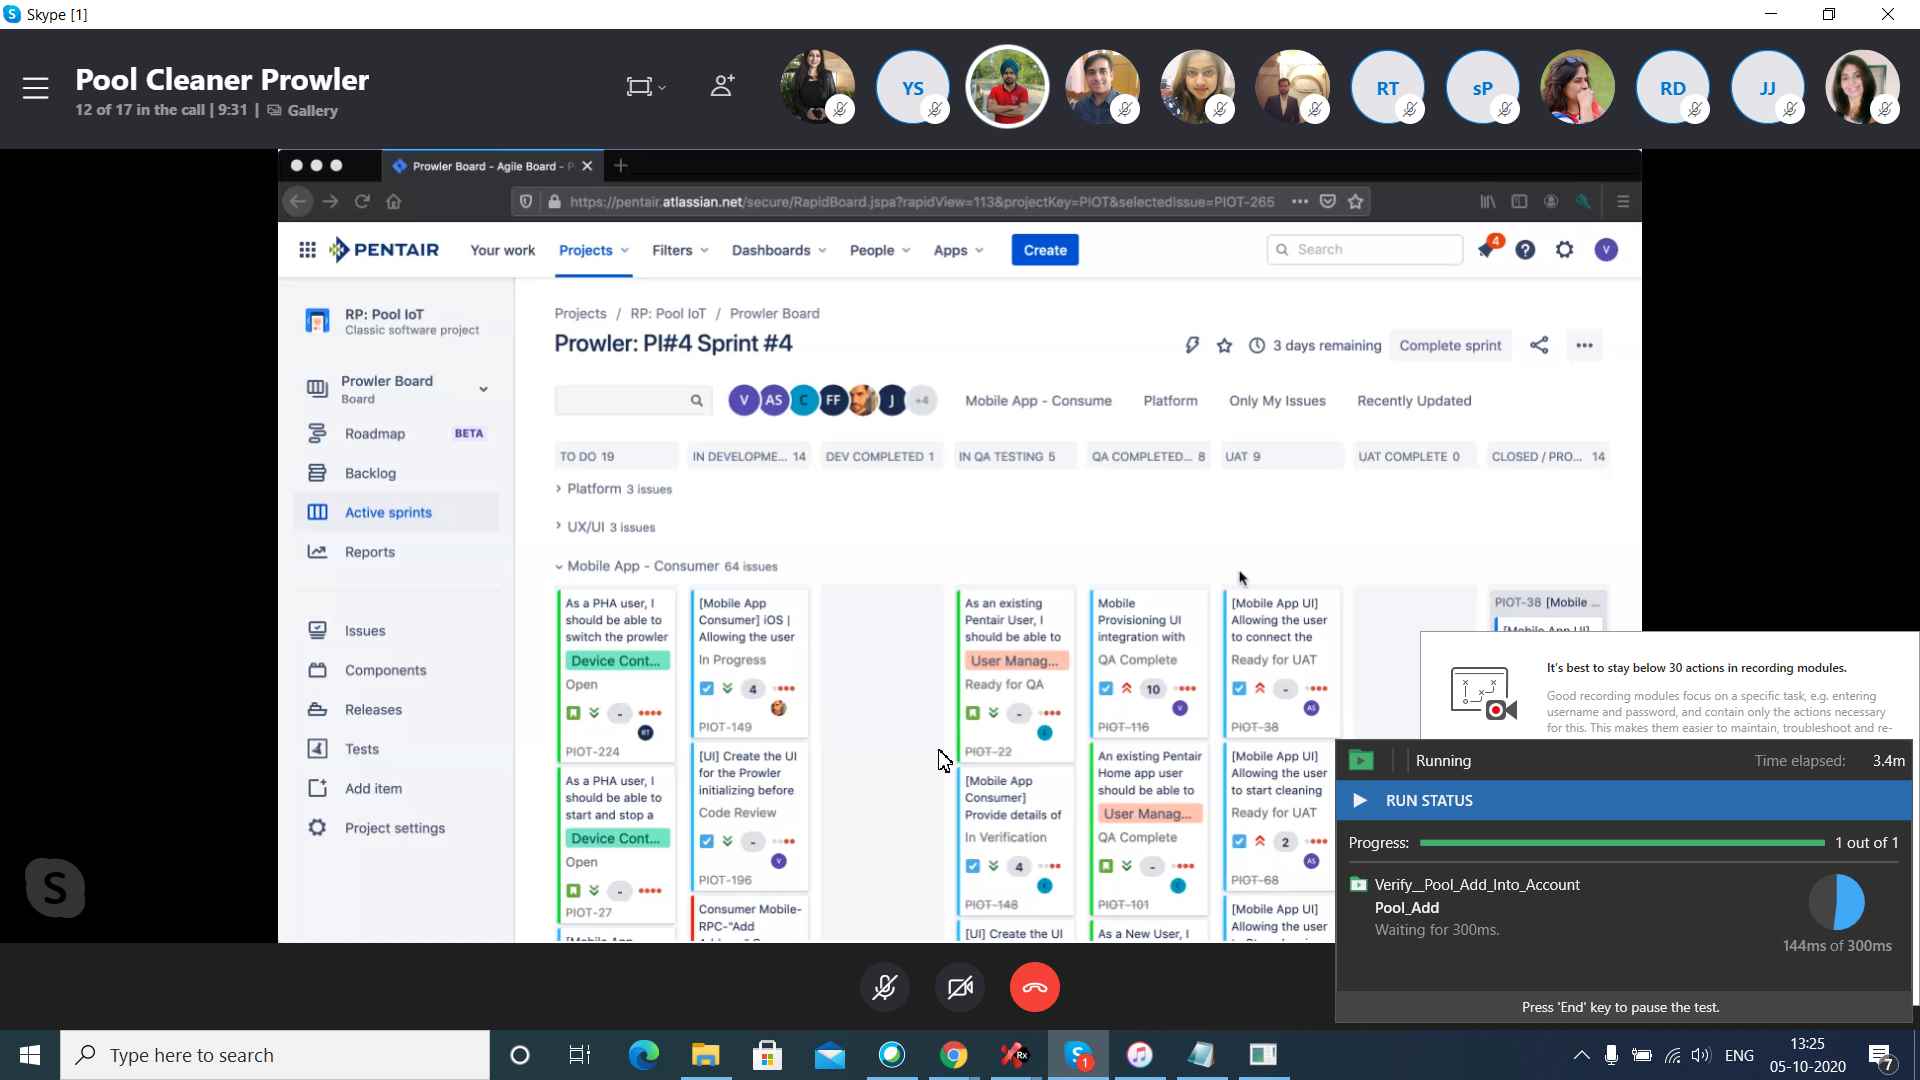 Skype [1]
Pool Cleaner Prowler
12 of 17 in the call | 9:31 | Gallery
YS
RT
sP
RD
JJ
Prowler Board - Agile Board - P
https://pentair.atlassian.net/secure/RapidBoard.jspa?rapidView=113&projectKey=PIOT&selectedIssue=PIOT-265
PENTAIR
Your work
Projects
Filters
Dashboards
People
Apps
Create
Search
4
V
RP: Pool IoT
Classic software project
Prowler Board
Board
Roadmap
BETA
Backlog
Active sprints
Reports
Issues
Components
Releases
Tests
Add item
Project settings
Projects / RP: Pool IoT / Prowler Board
Prowler: PI#4 Sprint #4
3 days remaining
Complete sprint
V AS C FF J +4
Mobile App - Consume
Platform
Only My Issues
Recently Updated
TO DO 19
IN DEVELOPME... 14
DEV COMPLETED 1
IN QA TESTING 5
QA COMPLETED... 8
UAT 9
UAT COMPLETE 0
CLOSED / PRO... 14
Platform 3 issues
UX/UI 3 issues
Mobile App - Consumer 64 issues
As a PHA user, I
should be able to
switch the prowler
Device Cont...
Open
-
RT
PIOT-224
As a PHA user, I
should be able to
start and stop a
Device Cont...
Open
-
PIOT-27
[Mobile App
[Mobile App
Consumer] iOS |
Allowing the user
In Progress
4
PIOT-149
[UI] Create the UI
for the Prowler
initializing before
Code Review
-
V
PIOT-196
Consumer Mobile-
RPC-"Add
As an existing
Pentair User, I
should be able to
User Manag...
Ready for QA
-
PIOT-22
[Mobile App
Consumer]
Provide details of
In Verification
4
PIOT-148
[UI] Create the UI
Mobile
Provisioning UI
integration with
QA Complete
10
V
PIOT-116
An existing Pentair
Home app user
should be able to
User Manag...
QA Complete
-
PIOT-101
As a New User, I
[Mobile App UI]
Allowing the user
to connect the
Ready for UAT
-
AS
PIOT-38
[Mobile App UI]
Allowing the user
to start cleaning
Ready for UAT
2
AS
PIOT-68
[Mobile App UI]
Allowing the user
PIOT-38 [Mobile ...
[Mobile App UI]
It's best to stay below 30 actions in recording modules.
Good recording modules focus on a specific task, e.g. entering
username and password, and contain only the actions necessary
for this. This makes them easier to maintain, troubleshoot and re-
Running
Time elapsed: 3.4m
RUN STATUS
Progress: 1 out of 1
Verify_Pool_Add_Into_Account
Pool_Add
Waiting for 300ms.
144ms of 300ms
Press 'End' key to pause the test.
Type here to search
Rx
1
ENG
13:25
05-10-2020
7